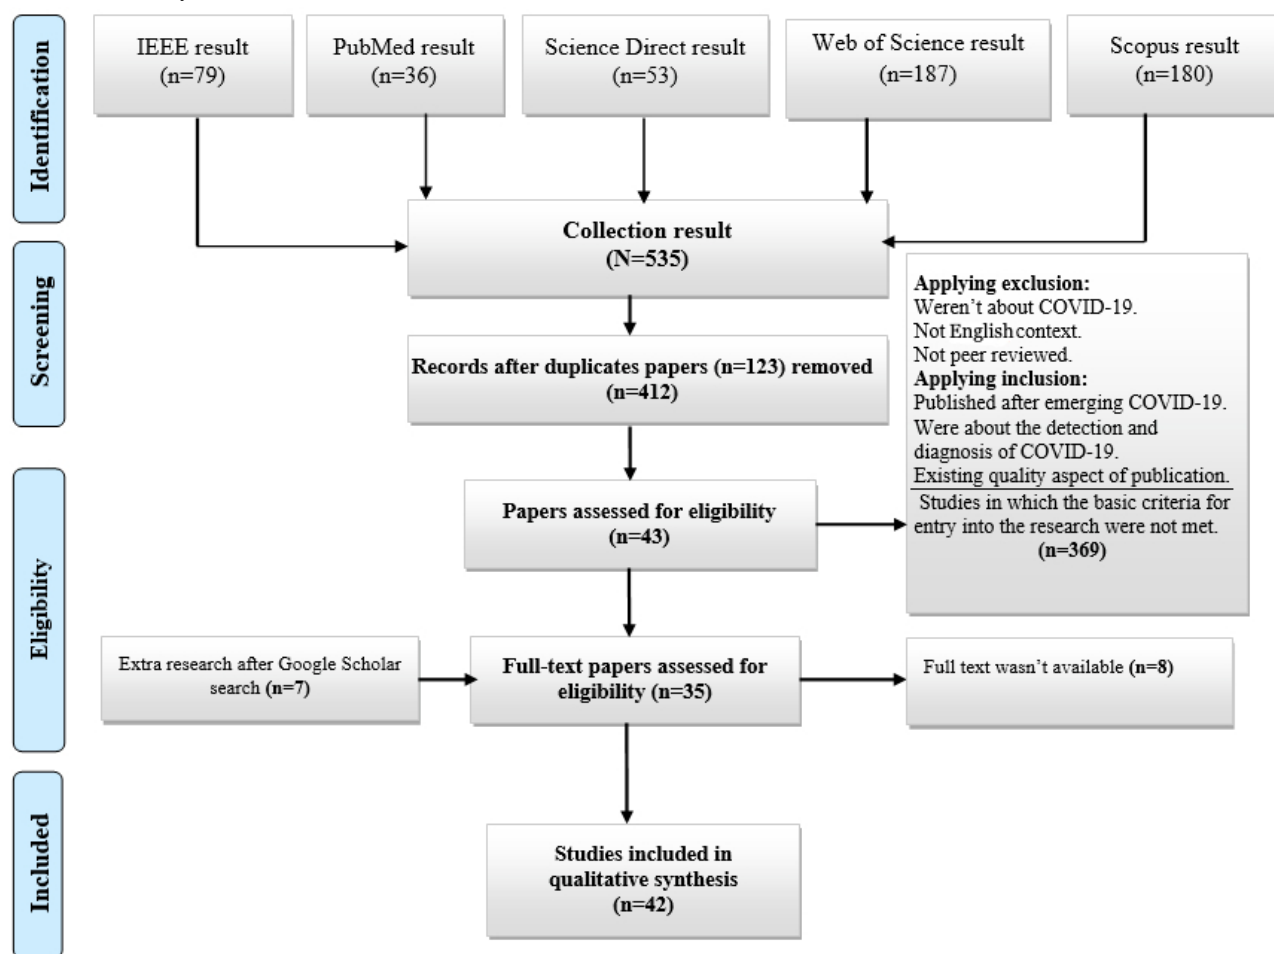 Identification
IEEE result
(n=79)
PubMed result
(n=36)
Science Direct result
(n=53)
Web of Science result
(n=187)
Scopus result
(n=180)
Collection result
(N=535)
Screening
Records after duplicates papers (n=123) removed
(n=412)
Applying exclusion:
Weren't about COVID-19.
Not English context.
Not peer reviewed.
Applying inclusion:
Published after emerging COVID-19.
Were about the detection and
diagnosis of COVID-19.
Existing quality aspect of publication.
Studies in which the basic criteria for
entry into the research were not met.
(n=369)
Eligibility
Papers assessed for eligibility
(n=43)
Extra research after Google Scholar
search (n=7)
Full-text papers assessed for
eligibility (n=35)
Full text wasn't available (n=8)
Included
Studies included in
qualitative synthesis
(n=42)